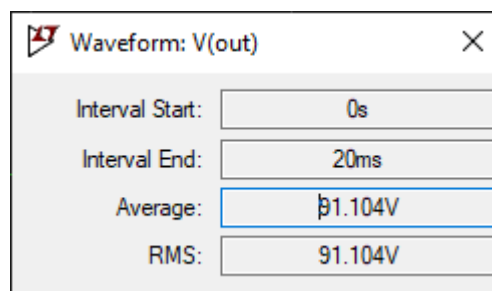 Waveform: V(out)
Interval Start: 0s
Interval End: 20ms
Average: 91.104V
RMS: 91.104V